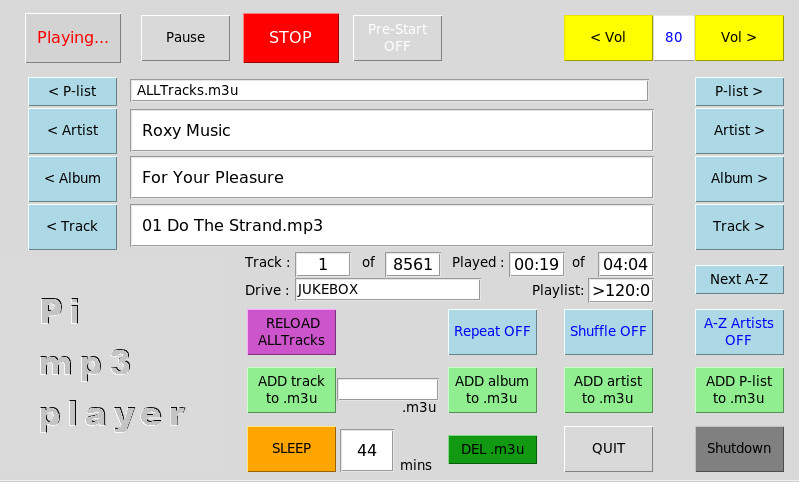 Playing... Pause STOP Pre-Start OFF < Vol 80 Vol >
< P-list ALLTracks.m3u P-list >
< Artist Roxy Music Artist >
< Album For Your Pleasure Album >
< Track 01 Do The Strand.mp3 Track >
Track : 1 of 8561 Played : 00:19 of 04:04
Drive : JUKEBOX Playlist: >120:0 Next A-Z
Pi
mp3
player
RELOAD ALLTracks Repeat OFF Shuffle OFF A-Z Artists OFF
ADD track to .m3u .m3u ADD album to .m3u ADD artist to .m3u ADD P-list to .m3u
SLEEP 44 mins DEL .m3u QUIT Shutdown